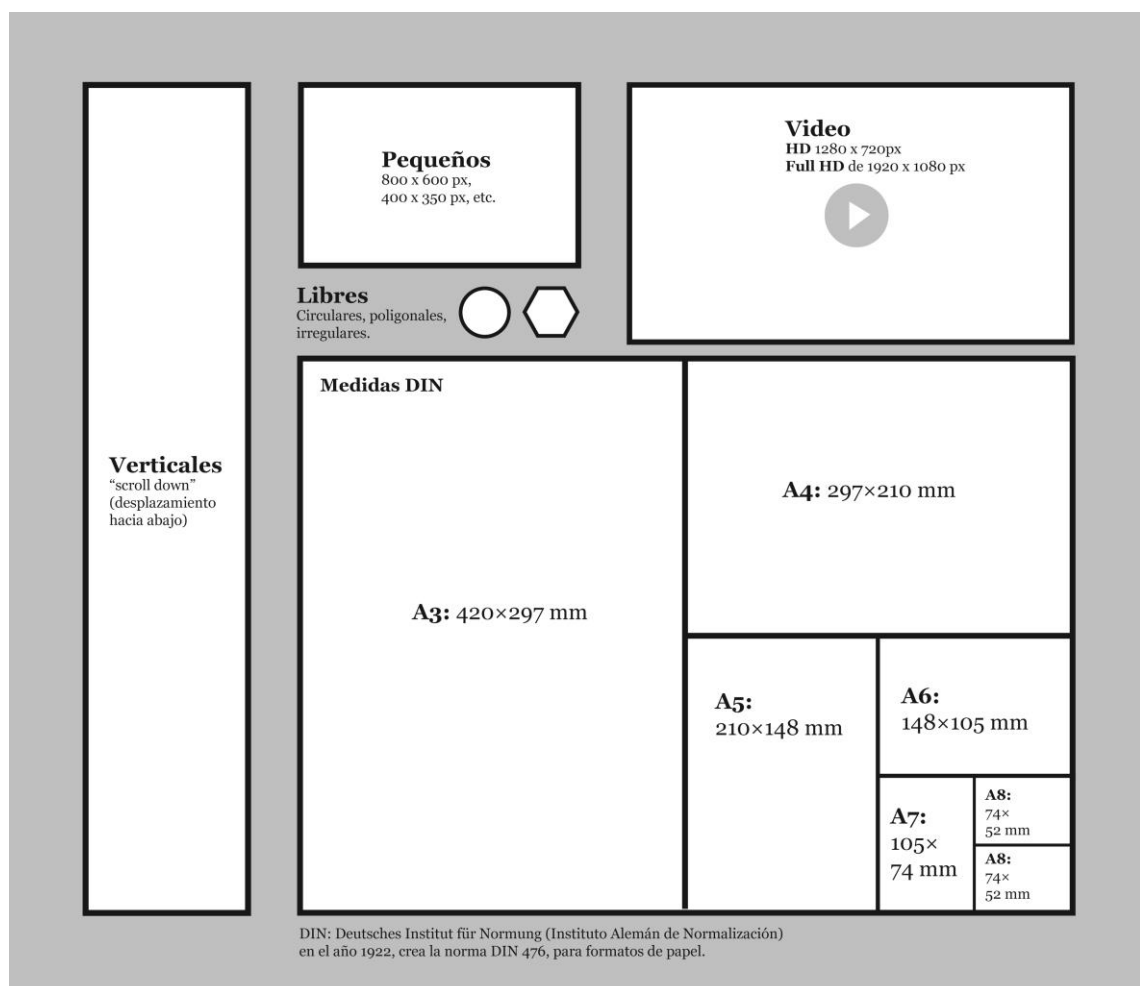 Pequeños
800 x 600 px,
400 x 350 px, etc.
Video
HD 1280 x 720px
Full HD de 1920 x 1080 px
Libres
Circulares, poligonales,
irregulares.
Verticales
“scroll down”
(desplazamiento
hacia abajo)
Medidas DIN
A3: 420×297 mm
A4: 297×210 mm
A5:
210×148 mm
A6:
148×105 mm
A7:
105×
74 mm
A8:
74×
52 mm
A8:
74×
52 mm
DIN: Deutsches Institut für Normung (Instituto Alemán de Normalización)
en el año 1922, crea la norma DIN 476, para formatos de papel.